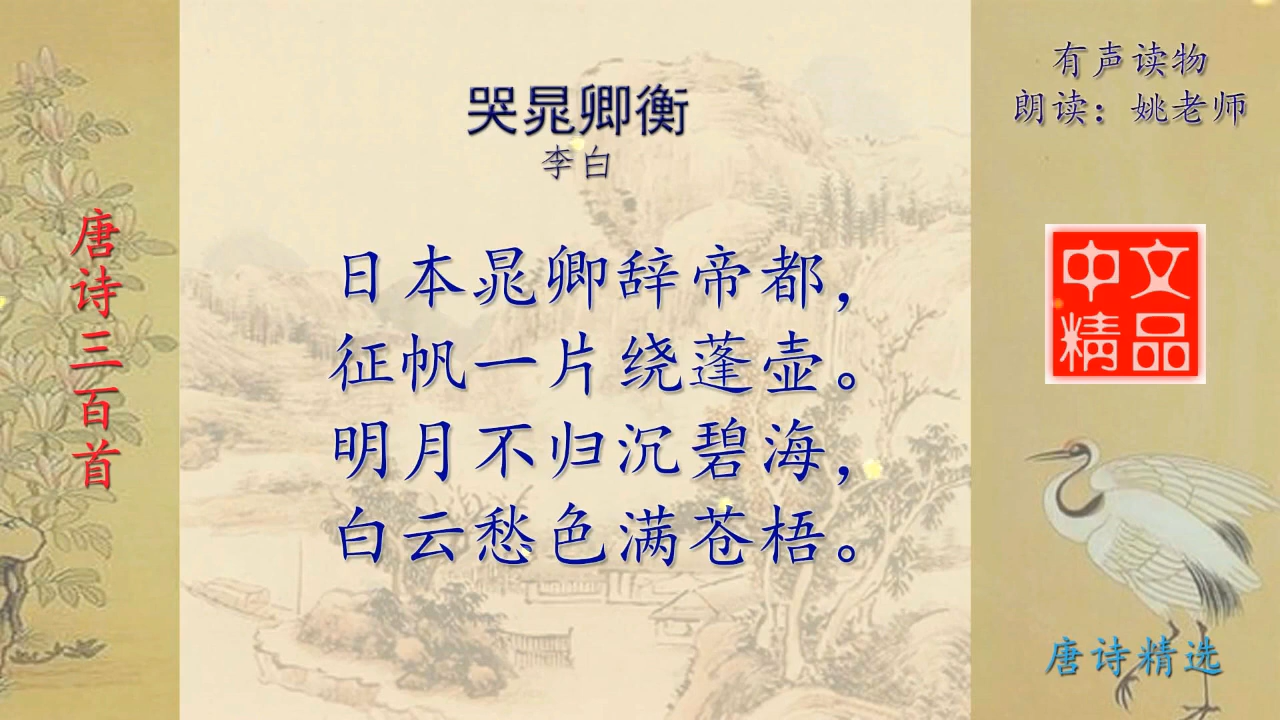 哭晁卿衡
李白
日本晁卿辞帝都，
征帆一片绕蓬壶。
明月不归沉碧海，
白云愁色满苍梧。
唐诗三百首
有声读物
朗读：姚老师
中文
精品
唐诗精选